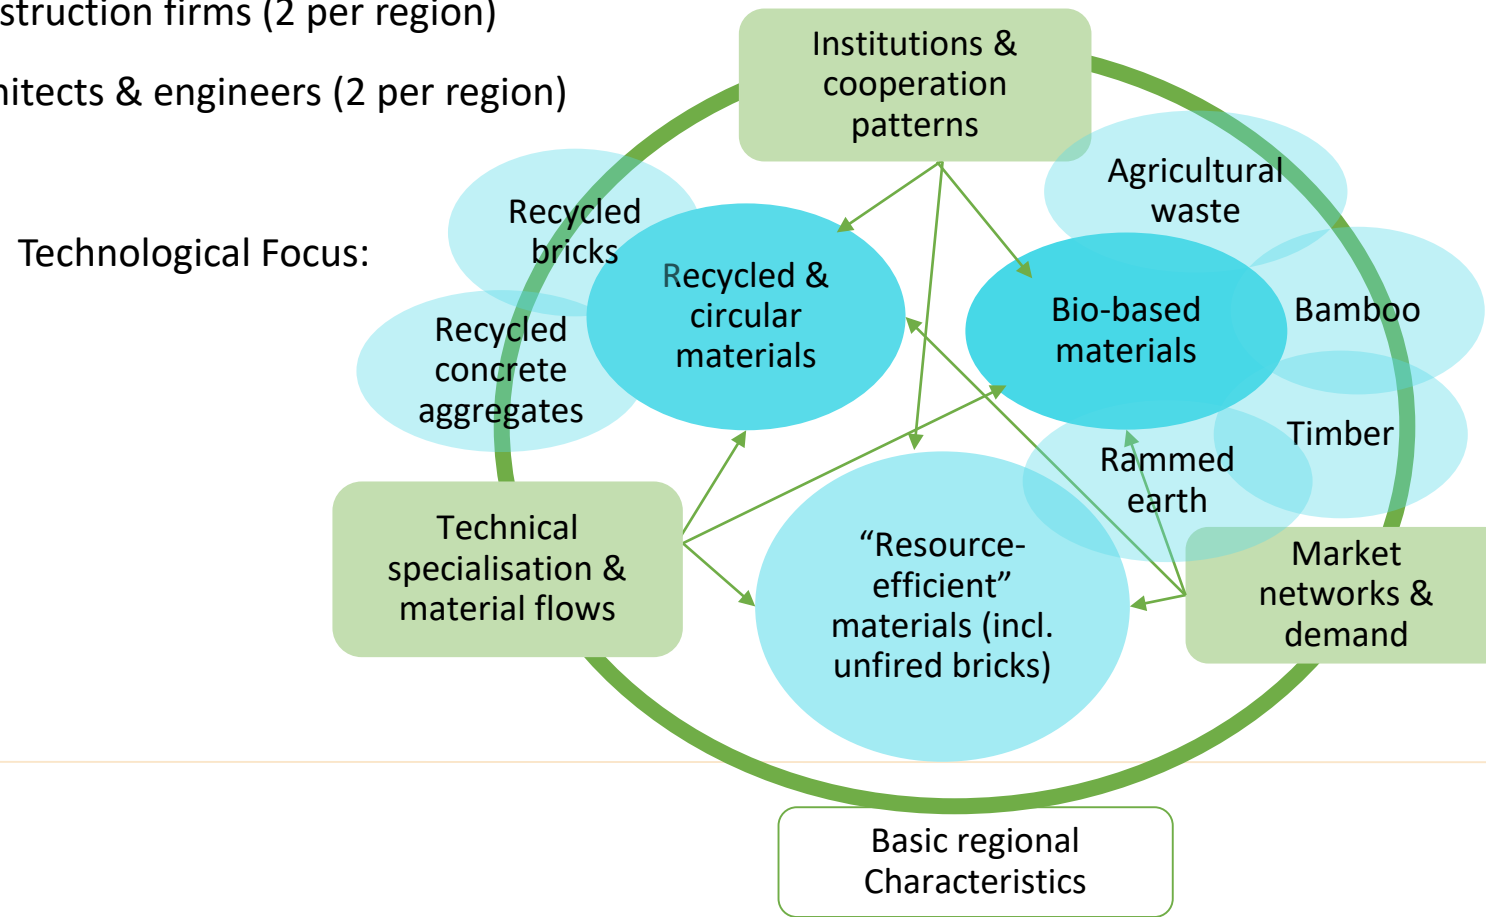 struction firms (2 per region)
hitects & engineers (2 per region)
Technological Focus:
Institutions &
cooperation
patterns
Agricultural
waste
Recycled
bricks
Recycled &
circular
materials
Bio-based
materials
Bamboo
Recycled
concrete
aggregates
Timber
Rammed
earth
Technical
specialisation &
material flows
“Resource-
efficient”
materials (incl.
unfired bricks)
Market
networks &
demand
Basic regional
Characteristics